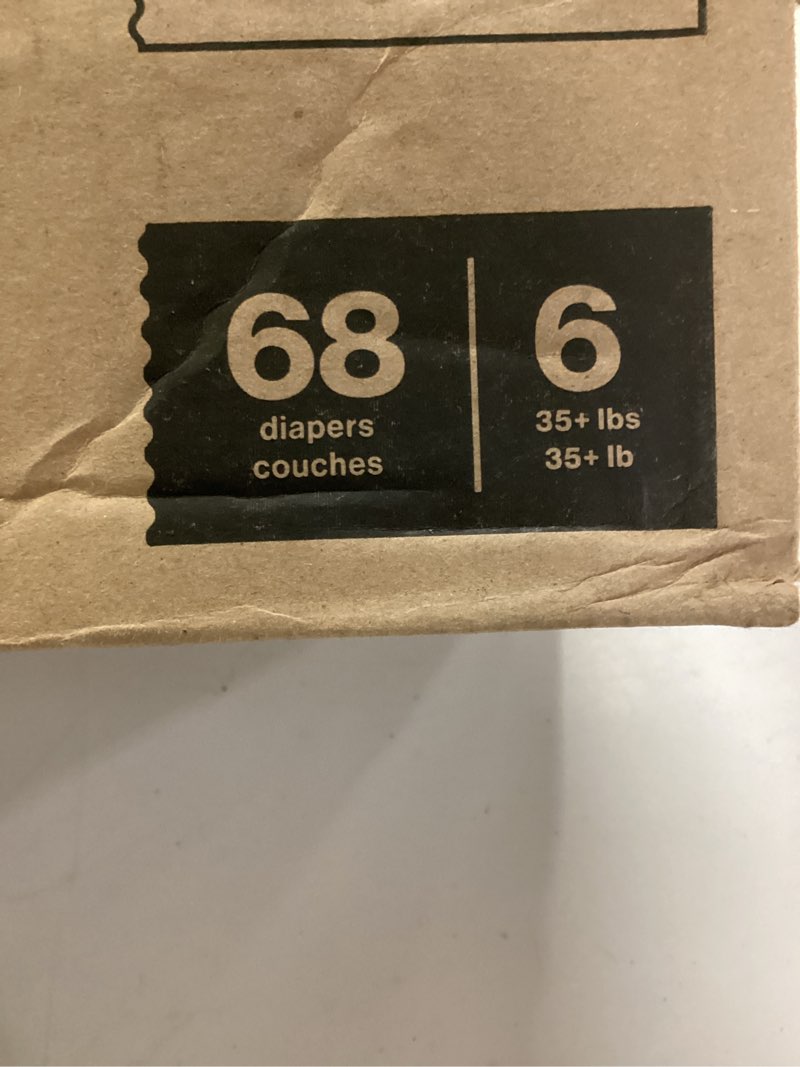 68
diapers
couches
6
35+ lbs
35+ lb